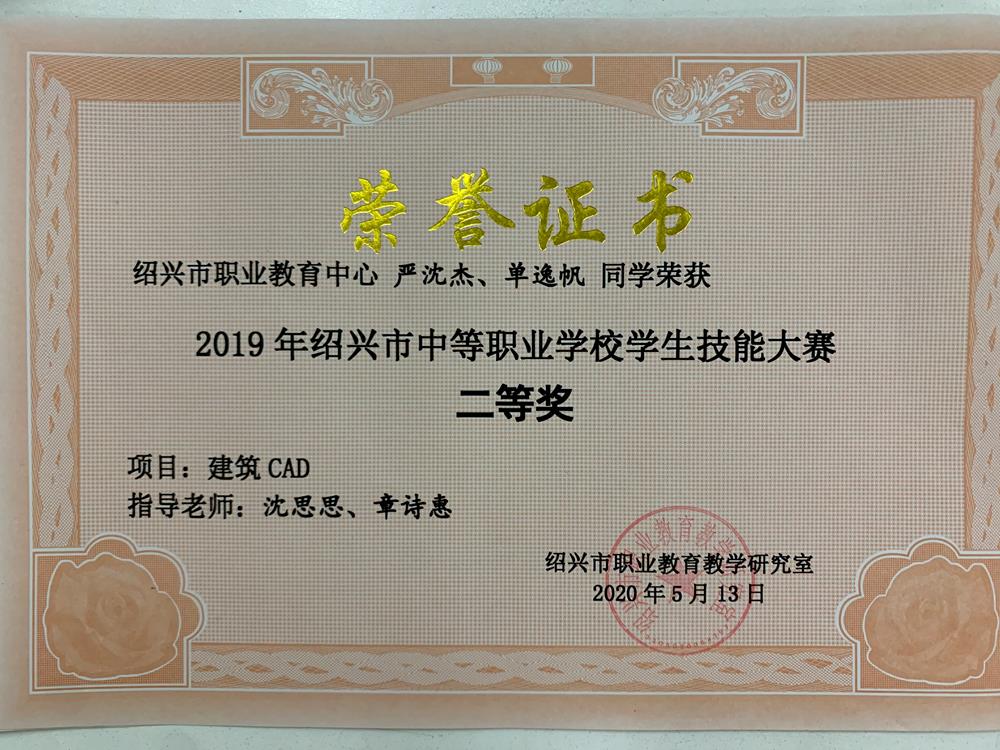 荣誉证书
绍兴市职业教育中心 严沈杰、单逸帆 同学荣获
2019年绍兴市中等职业学校学生技能大赛
二等奖
项目：建筑CAD
指导老师：沈思思、章诗惠
绍兴市职业教育教学研究室
2020年5月13日